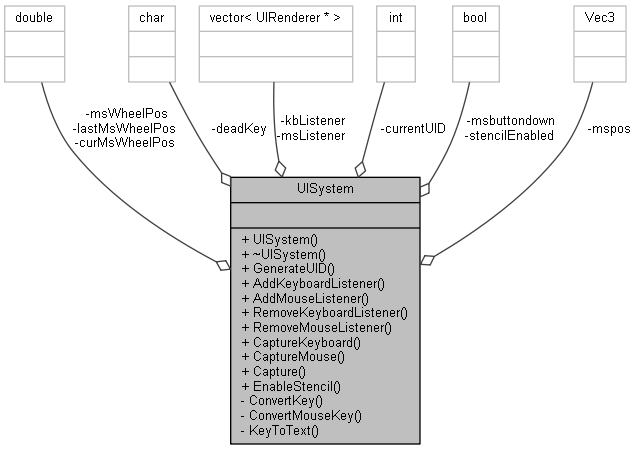 double
char
vector< UIRenderer * >
int
bool
Vec3
-msWheelPos
-lastMsWheelPos
-curMsWheelPos
-deadKey
-kbListener
-msListener
-currentUID
-msbuttondown
-stencilEnabled
-mspos
UISystem
+ UISystem()
+ ~UISystem()
+ GenerateUID()
+ AddKeyboardListener()
+ AddMouseListener()
+ RemoveKeyboardListener()
+ RemoveMouseListener()
+ CaptureKeyboard()
+ CaptureMouse()
+ Capture()
+ EnableStencil()
- ConvertKey()
- ConvertMouseKey()
- KeyToText()